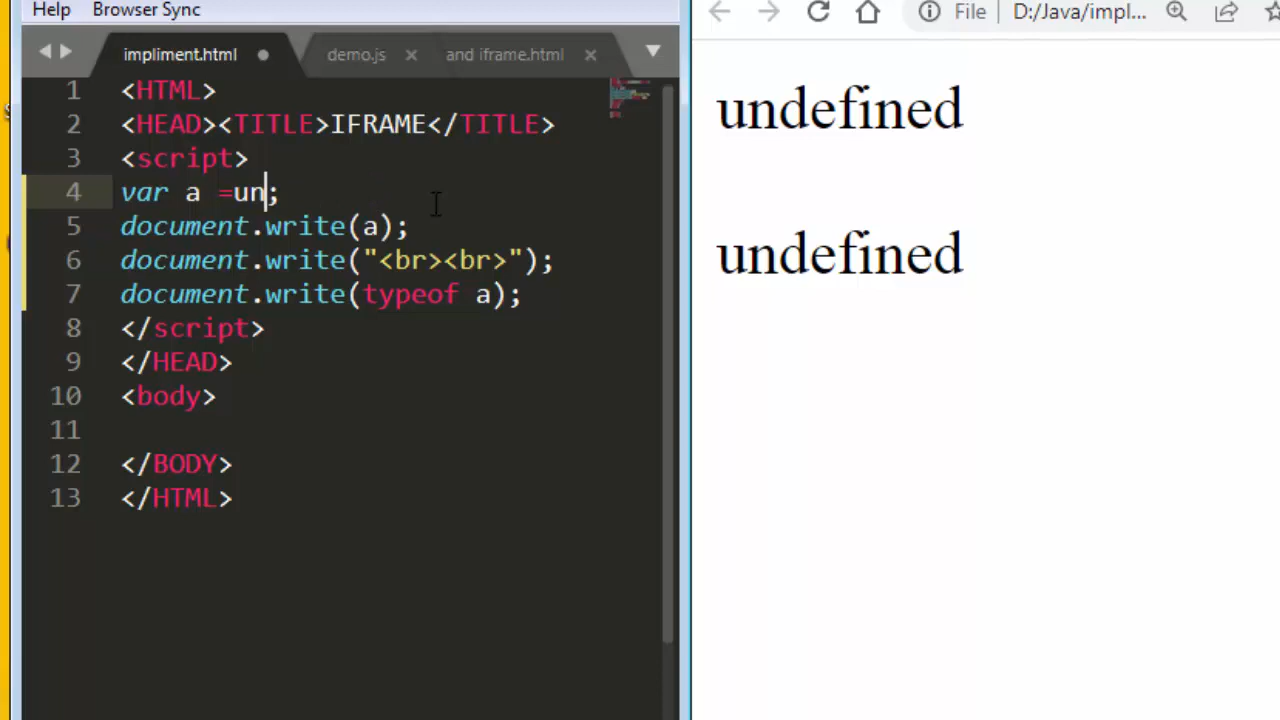 Help Browser Sync
impliment.html demo.js and iframe.html
File D:/Java/impl...
1 <HTML>
2 <HEAD><TITLE>IFRAME</TITLE>
3 <script>
4 var a =un;
5 document.write(a);
6 document.write("<br><br>");
7 document.write(typeof a);
8 </script>
9 </HEAD>
10 <body>
11
12 </BODY>
13 </HTML>
undefined
undefined